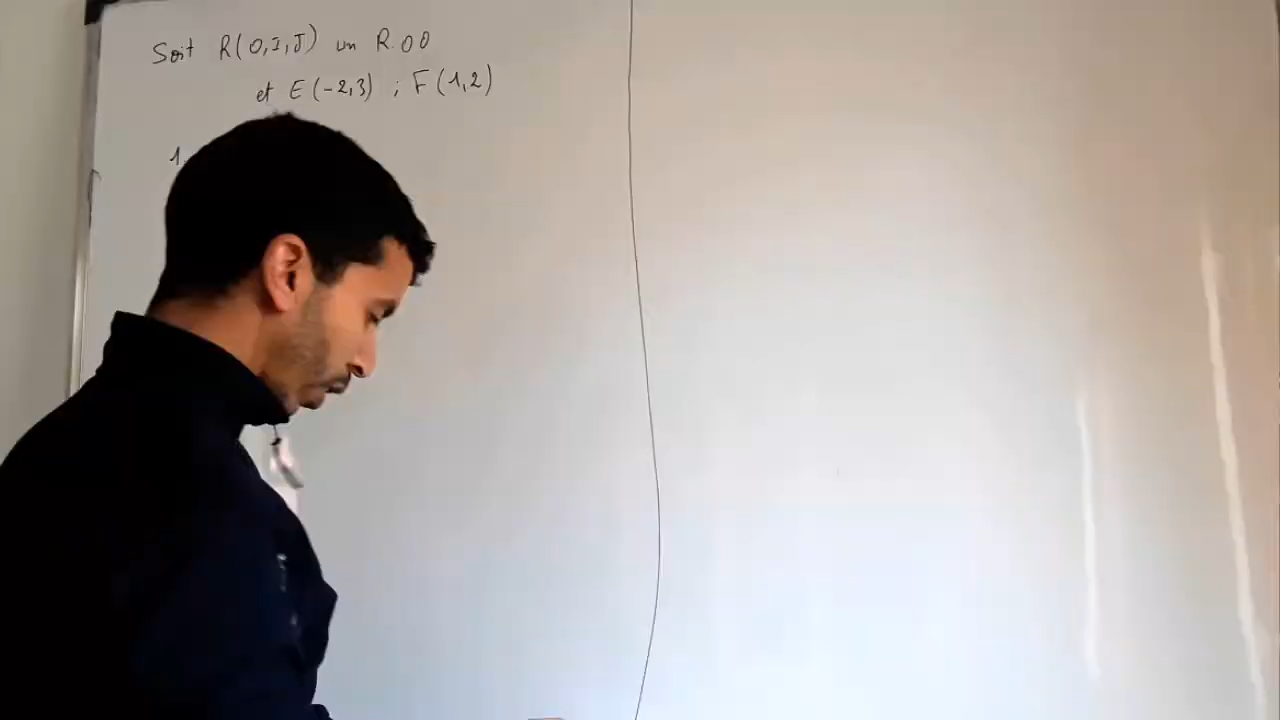 Soit R(O,I,J) un R.O.O
et E(-2,3) ; F(1,2)
1.